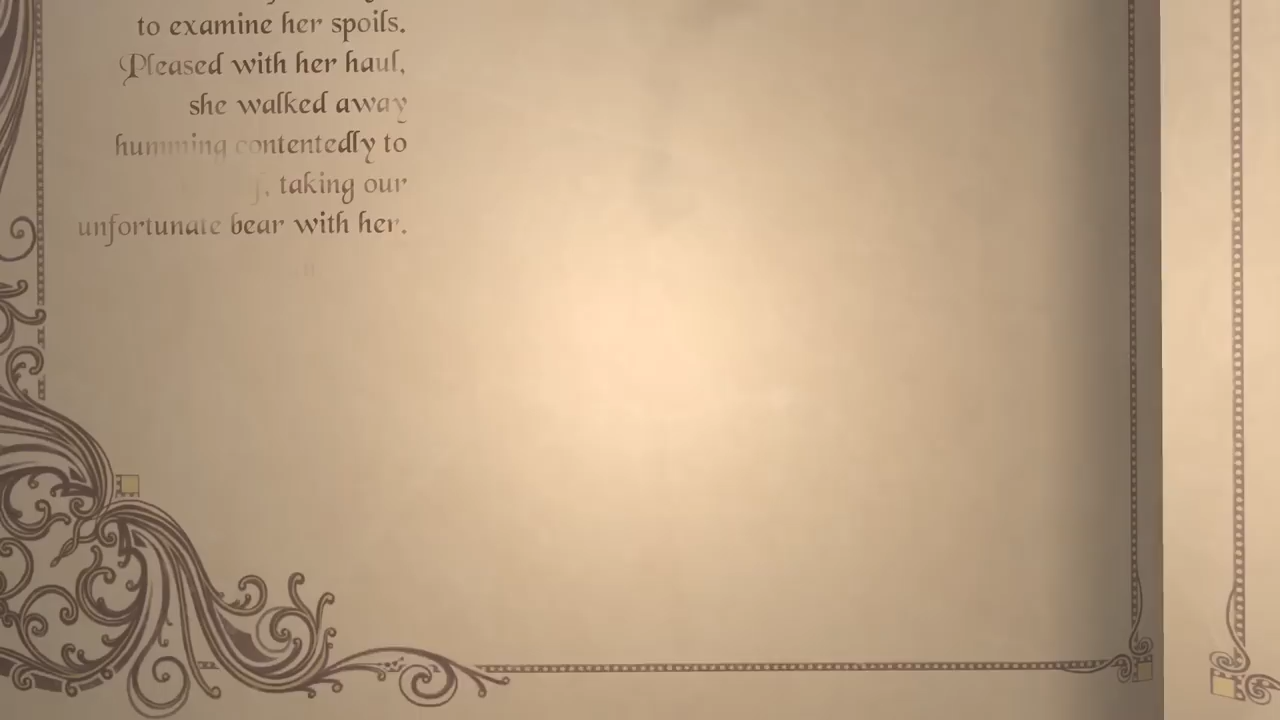 to examine her spoils.
Pleased with her haul,
she walked away
humming contentedly to
, taking our
unfortunate bear with her.